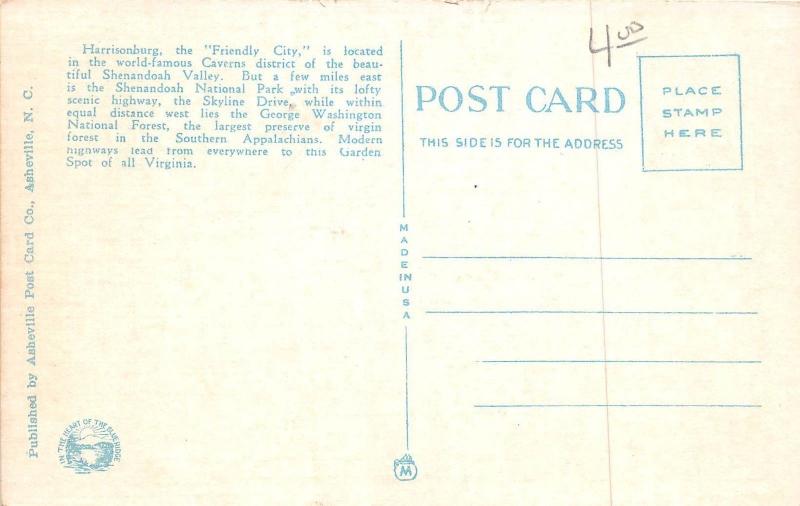 Harrisonburg, the "Friendly City," is located
in the world-famous Caverns district of the beau-
tiful Shenandoah Valley. But a few miles east
is the Shenandoah National Park with its lofty
scenic highway, the Skyline Drive, while within
equal distance west lies the George Washington
National Forest, the largest preserve of virgin
forest in the Southern Appalachians. Modern
highways lead from everywhere to this Garden
Spot of all Virginia.
Published by Asheville Post Card Co., Asheville, N. C.
IN THE HEART OF THE BLUE RIDGE
MADE IN USA
M
4 00
POST CARD
THIS SIDE IS FOR THE ADDRESS
PLACE
STAMP
HERE